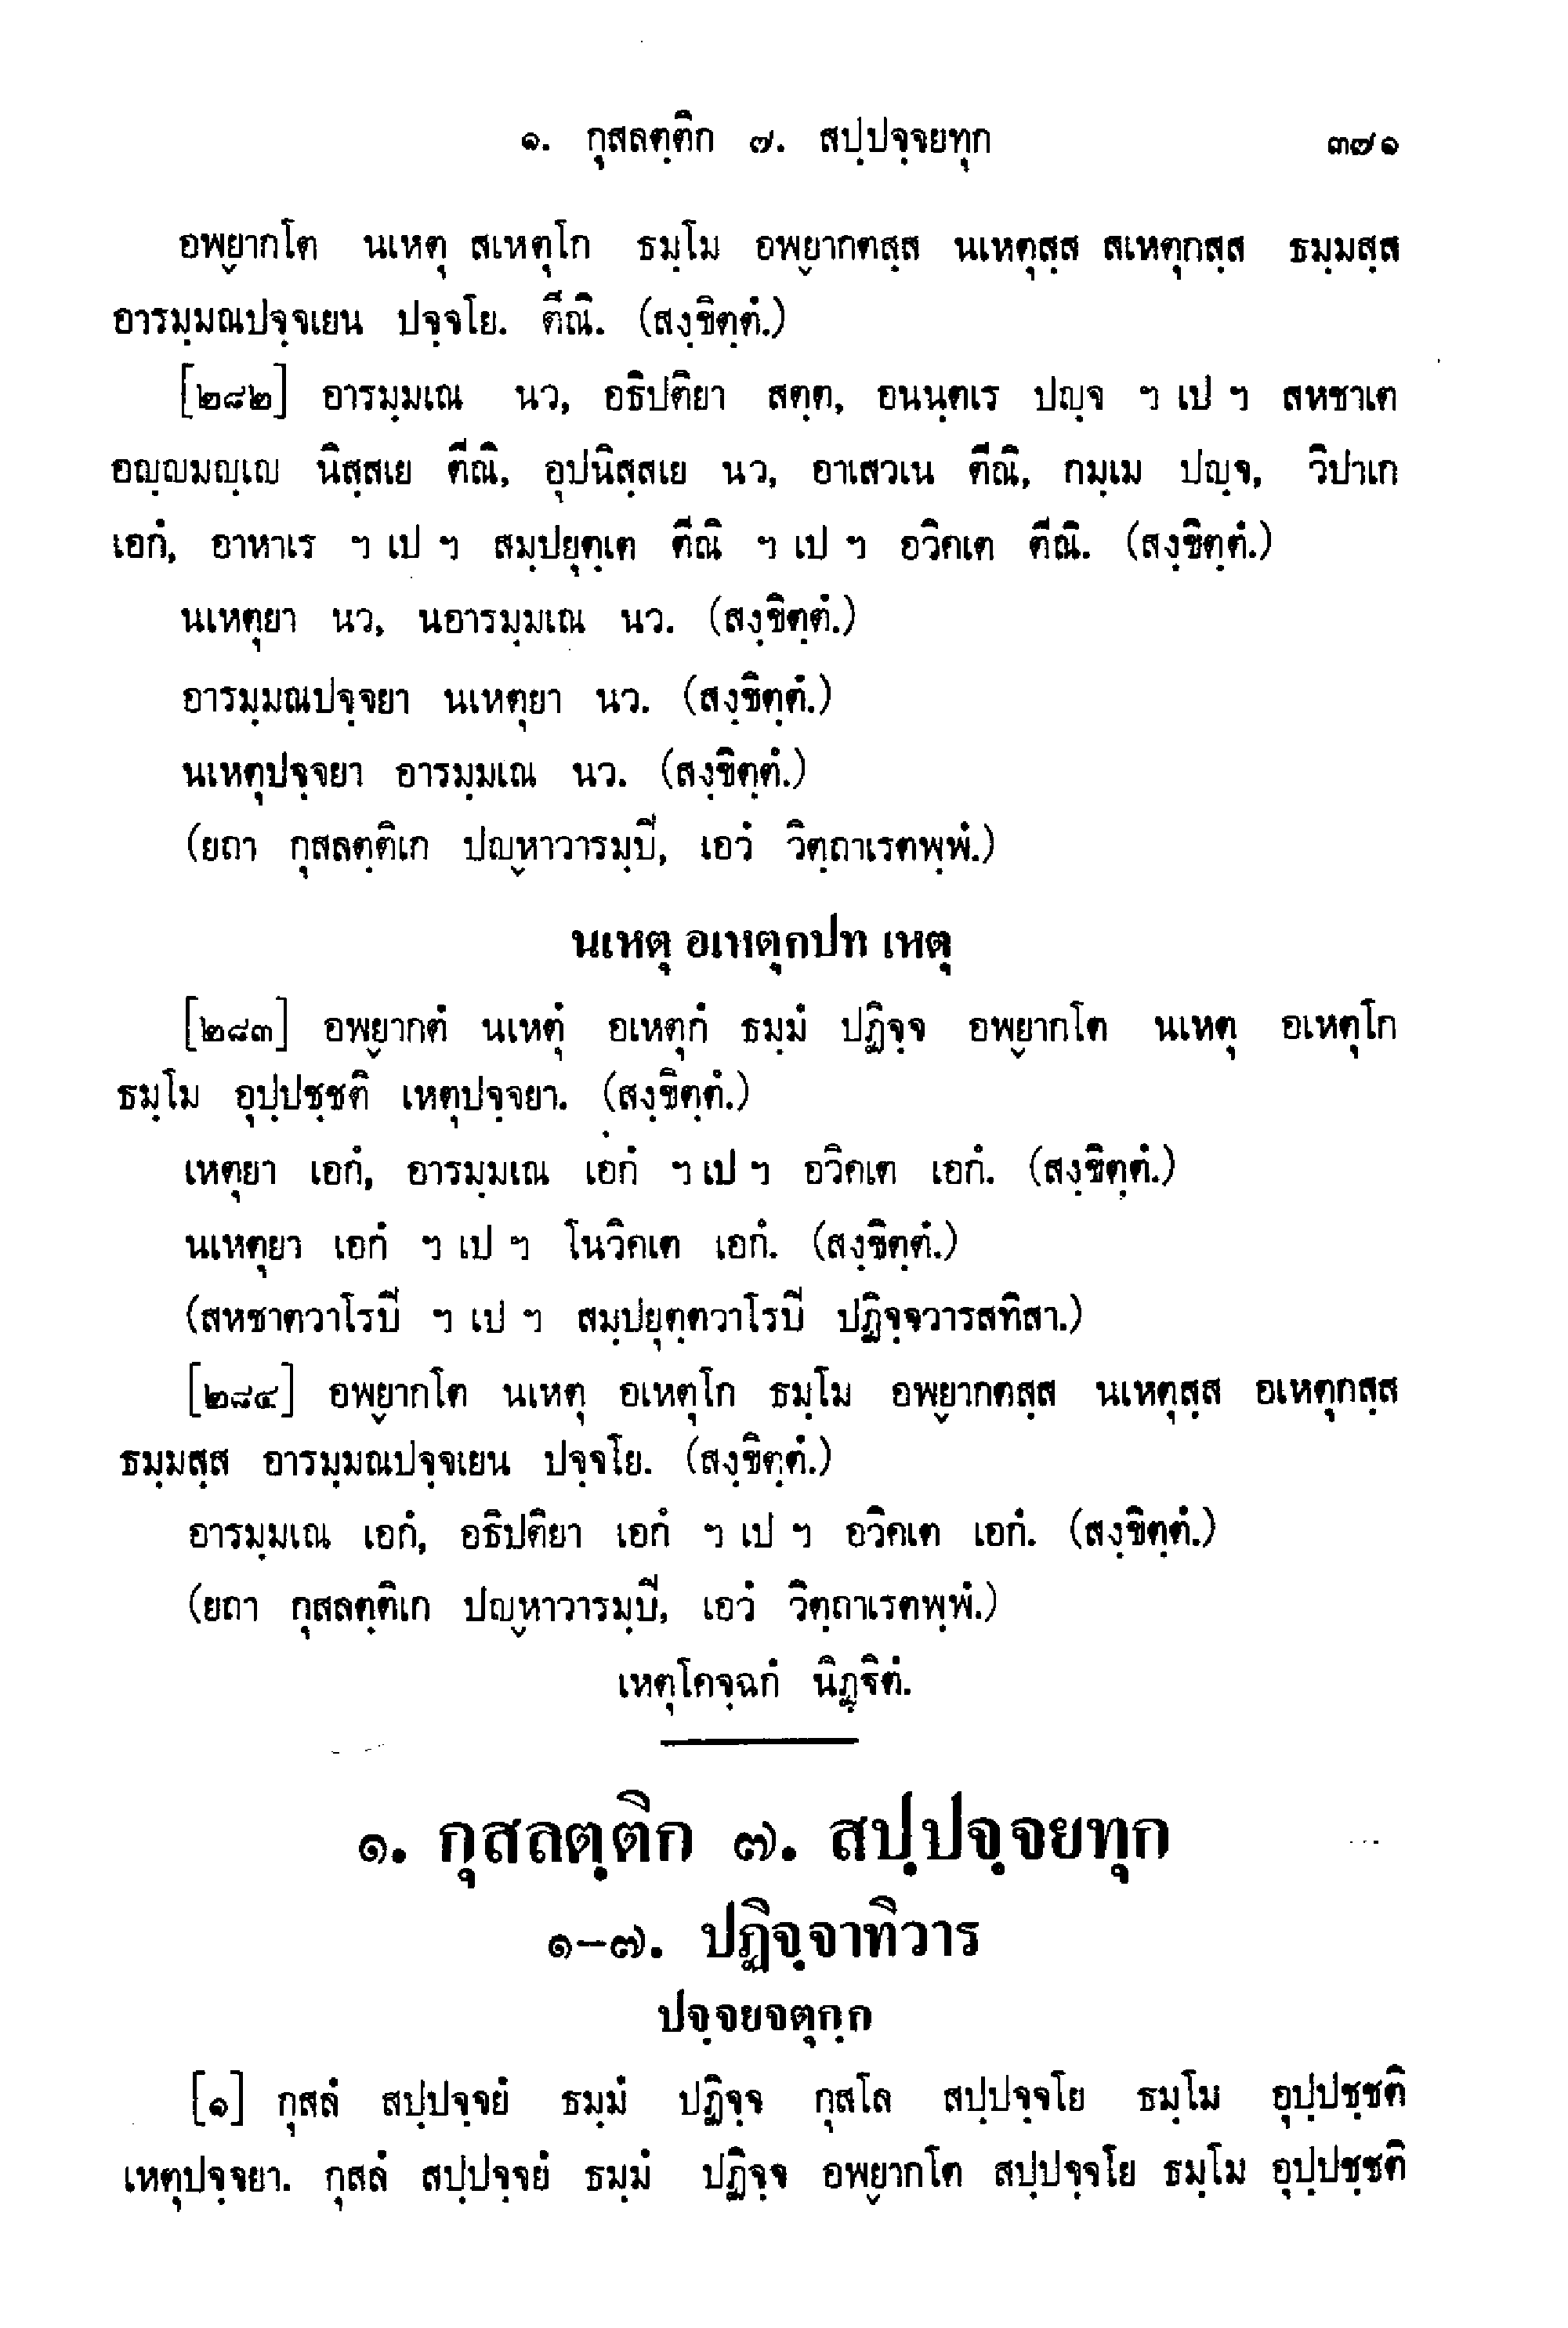 ๑. กุสลตฺติก ๗. สปฺปจฺจยทุก ๓๗๑
อพฺยากโต นเหตุ สเหตุโก ธมฺโม อพฺยากตสฺส นเหตุสฺส สเหตุกสฺส ธมฺมสฺส
อารมฺมณปจฺจเยน ปจฺจโย. ตีณิ. (สงฺขิตฺตํ.)
[๒๘๒] อารมฺมเณ นว, อธิปติยา สตฺต, อนนฺตเร ปญฺจ ฯ เป ฯ สหชาเต
อญฺญมญฺเญ นิสฺสเย ตีณิ, อุปนิสฺสเย นว, อาเสวเน ตีณิ, กมฺเม ปญฺจ, วิปาเก
เอกํ, อาหาเร ฯ เป ฯ สมฺปยุตฺเต ตีณิ ฯ เป ฯ อวิคเต ตีณิ. (สงฺขิตฺตํ.)
นเหตุยา นว, นอารมฺมเณ นว. (สงฺขิตฺตํ.)
อารมฺมณปจฺจยา นเหตุยา นว. (สงฺขิตฺตํ.)
นเหตุปจฺจยา อารมฺมเณ นว. (สงฺขิตฺตํ.)
(ยถา กุสลตฺติเก ปญฺหาวารมฺปิ, เอวํ วิตฺถาเรตพฺพํ.)
นเหตุ อเหตุกปท เหตุ
[๒๘๓] อพฺยากตํ นเหตุํ อเหตุกํ ธมฺมํ ปฏิจฺจ อพฺยากโต นเหตุ อเหตุโก
ธมฺโม อุปฺปชฺชติ เหตุปจฺจยา. (สงฺขิตฺตํ.)
เหตุยา เอกํ, อารมฺมเณ เอกํ ฯ เป ฯ อวิคเต เอกํ. (สงฺขิตฺตํ.)
นเหตุยา เอกํ ฯ เป ฯ โนวิคเต เอกํ. (สงฺขิตฺตํ.)
(สหชาตวาโรปิ ฯ เป ฯ สมฺปยุตฺตวาโรปิ ปฏิจฺจวารสทิสา.)
[๒๘๔] อพฺยากโต นเหตุ อเหตุโก ธมฺโม อพฺยากตสฺส นเหตุสฺส อเหตุกสฺส
ธมฺมสฺส อารมฺมณปจฺจเยน ปจฺจโย. (สงฺขิตฺตํ.)
อารมฺมเณ เอกํ, อธิปติยา เอกํ ฯ เป ฯ อวิคเต เอกํ. (สงฺขิตฺตํ.)
(ยถา กุสลตฺติเก ปญฺหาวารมฺปิ, เอวํ วิตฺถาเรตพฺพํ.)
เหตุโคจฺฉกํ นิฏฺฐิตํ.
๑. กุสลตฺติก ๗. สปฺปจฺจยทุก
๑–๗. ปฏิจฺจาทิวาร
ปจฺจยจตุกฺก
[๑] กุสลํ สปฺปจฺจยํ ธมฺมํ ปฏิจฺจ กุสโล สปฺปจฺจโย ธมฺโม อุปฺปชฺชติ
เหตุปจฺจยา. กุสลํ สปฺปจฺจยํ ธมฺมํ ปฏิจฺจ อพฺยากโต สปฺปจฺจโย ธมฺโม อุปฺปชฺชติ